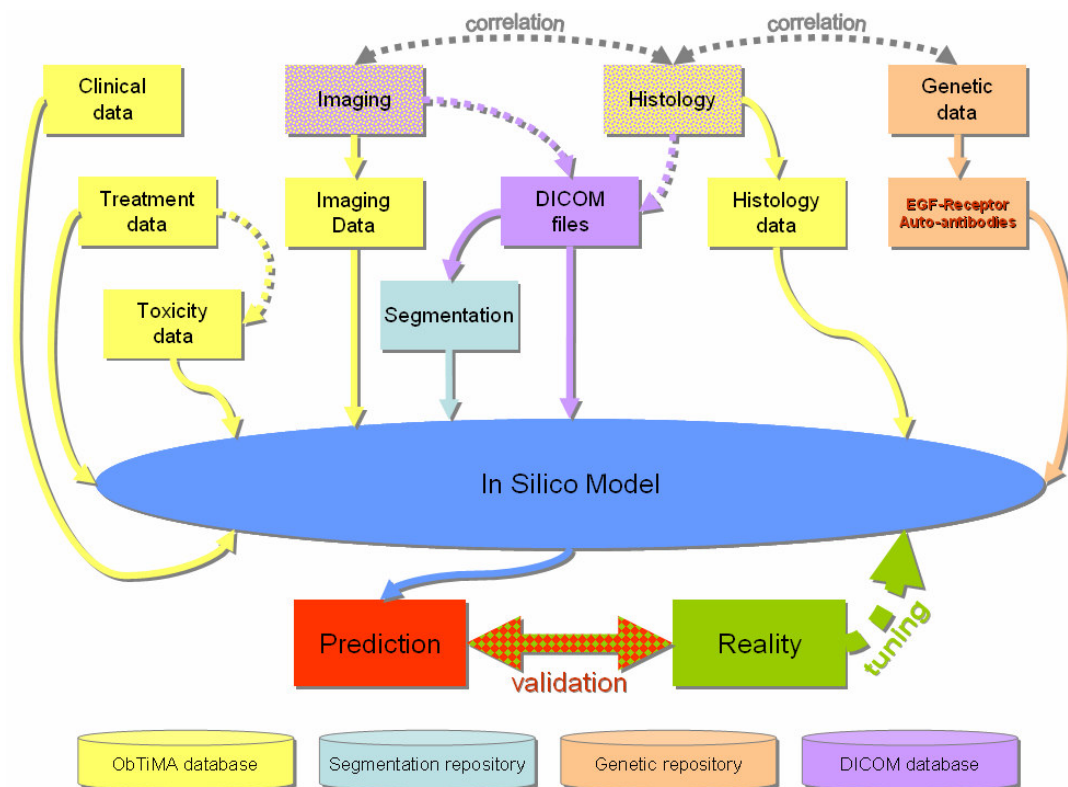 correlation
correlation
Clinical
data
Imaging
Histology
Genetic
data
Treatment
data
Imaging
Data
DICOM
files
Histology
data
EGF-Receptor
Auto-antibodies
Toxicity
data
Segmentation
In Silico Model
Prediction
validation
Reality
tuning
ObTiMA database
Segmentation repository
Genetic repository
DICOM database